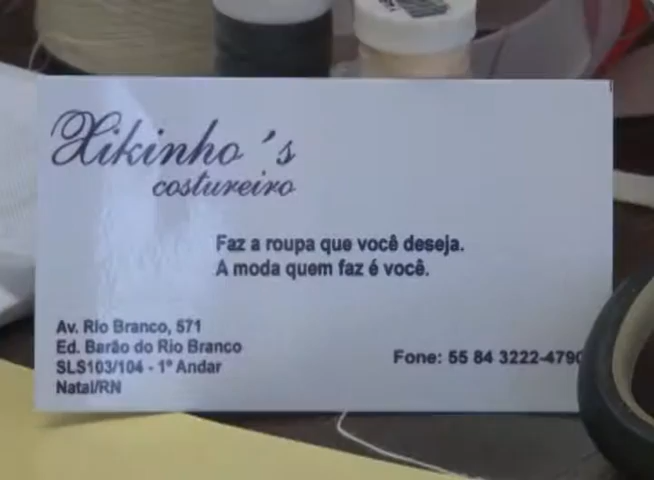 Xikinho's
costureiro
Faz a roupa que você deseja.
A moda quem faz é você.
Av. Rio Branco, 571
Ed. Barão do Rio Branco
SLS103/104 - 1º Andar
Natal/RN
Fone: 55 84 3222-4790